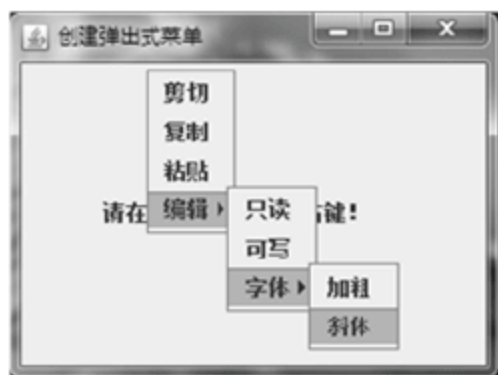 创建弹出式菜单
剪切
复制
粘贴
请在 编辑 只读 键!
可写
字体 加粗
斜体